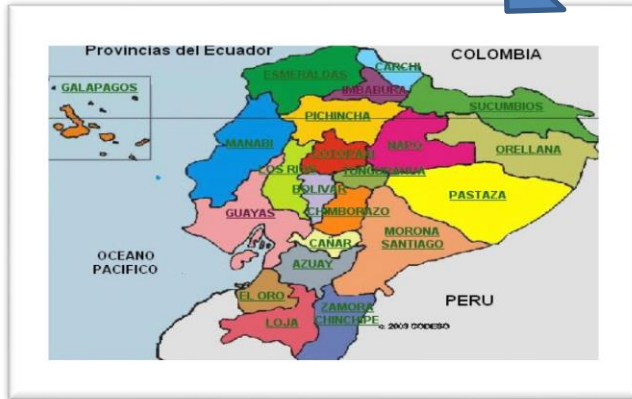 Provincias del Ecuador
COLOMBIA
CARCHI
ESMERALDAS
IMBABURA
GALAPAGOS
SUCUMBIOS
PICHINCHA
MANABI
NAPO
ORELLANA
COTOPAXI
LOS RIOS
TUNGURAHUA
BOLIVAR
PASTAZA
GUAYAS
CHIMBORAZO
MORONA
SANTIAGO
CAÑAR
OCEANO
PACIFICO
AZUAY
EL ORO
PERU
ZAMORA
CHINCHIPE
LOJA
© 2003 CODESO